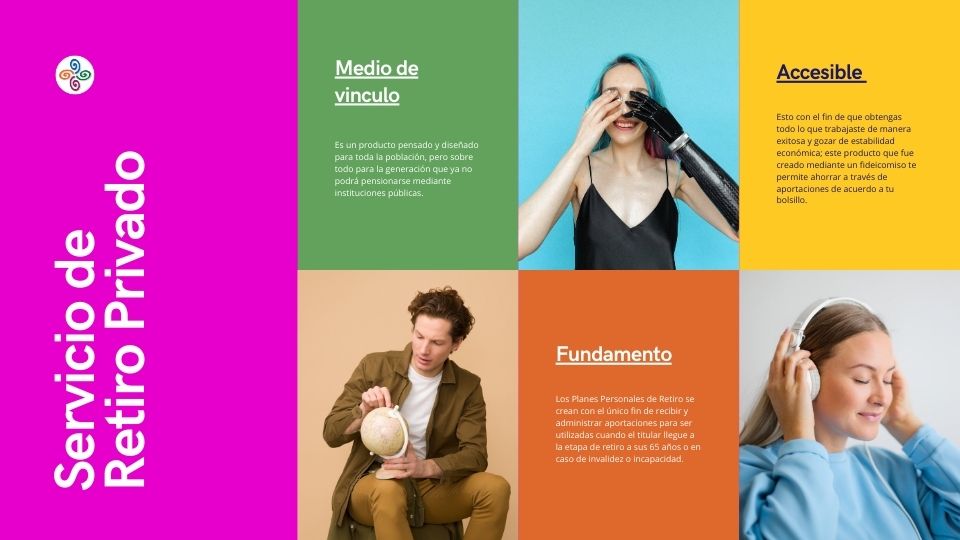 Servicio de
Retiro Privado
Medio de
vinculo
Es un producto pensado y diseñado
para toda la población, pero sobre
todo para la generación que ya no
podrá pensionarse mediante
instituciones públicas.
Accesible
Esto con el fin de que obtengas
todo lo que trabajaste de manera
exitosa y gozar de estabilidad
económica; este producto que fue
creado mediante un fideicomiso te
permite ahorrar a través de
aportaciones de acuerdo a tu
bolsillo.
Fundamento
Los Planes Personales de Retiro se
crean con el único fin de recibir y
administrar aportaciones para ser
utilizadas cuando el titular llegue a
la etapa de retiro a sus 65 años o en
caso de invalidez o incapacidad.